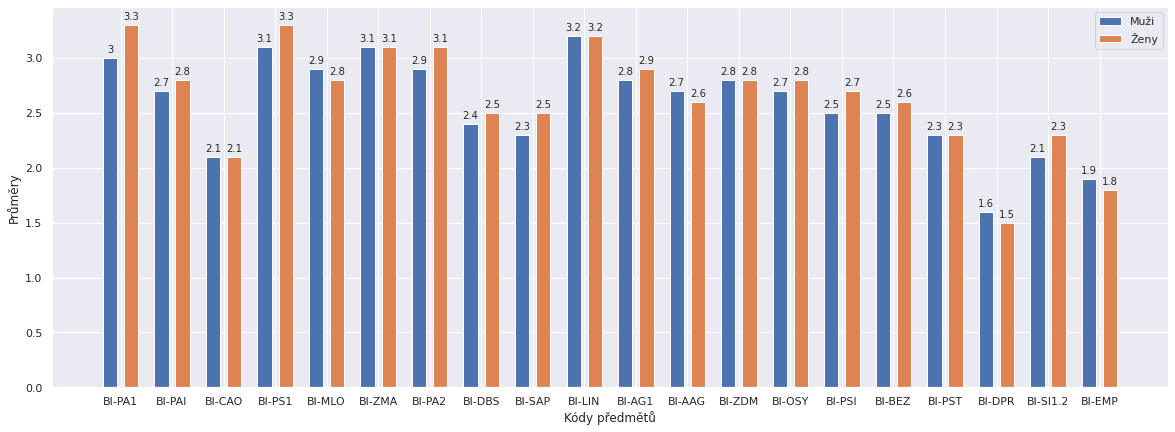 Muži
Ženy
3 3.3 2.7 2.8 2.1 2.1 3.1 3.3 2.9 2.8 3.1 3.1 2.9 3.1 2.4 2.5 2.3 2.5 3.2 3.2 2.8 2.9 2.7 2.6 2.8 2.8 2.7 2.8 2.5 2.7 2.5 2.6 2.3 2.3 1.6 1.5 2.1 2.3 1.9 1.8
3.0
2.5
2.0
1.5
1.0
0.5
0.0
Průměry
BI-PA1 BI-PAI BI-CAO BI-PS1 BI-MLO BI-ZMA BI-PA2 BI-DBS BI-SAP BI-LIN BI-AG1 BI-AAG BI-ZDM BI-OSY BI-PSI BI-BEZ BI-PST BI-DPR BI-SI1.2 BI-EMP
Kódy předmětů